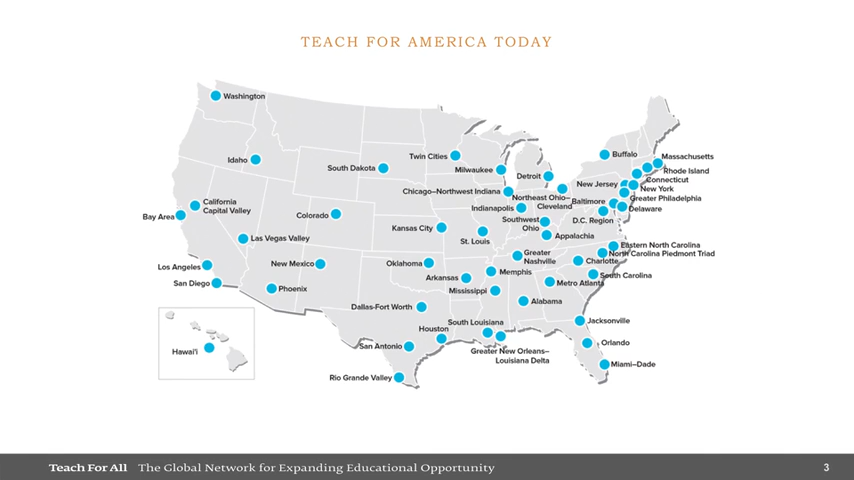 TEACH FOR AMERICA TODAY
Washington
Idaho
South Dakota
Twin Cities
Milwaukee
Detroit
Buffalo
Massachusetts
Rhode Island
Connecticut
New York
New Jersey
Greater Philadelphia
Delaware
Baltimore
D.C. Region
Northeast Ohio–
Cleveland
Chicago–Northwest Indiana
Indianapolis
Southwest
Ohio
Appalachia
California
Capital Valley
Bay Area
Colorado
Kansas City
St. Louis
Las Vegas Valley
Eastern North Carolina
North Carolina Piedmont Triad
Charlotte
South Carolina
Greater
Nashville
Los Angeles
New Mexico
Oklahoma
Memphis
Arkansas
Metro Atlanta
San Diego
Phoenix
Mississippi
Alabama
Dallas-Fort Worth
South Louisiana
Houston
Jacksonville
Orlando
San Antonio
Greater New Orleans–
Louisiana Delta
Hawai'i
Miami–Dade
Rio Grande Valley
Teach For All The Global Network for Expanding Educational Opportunity
3